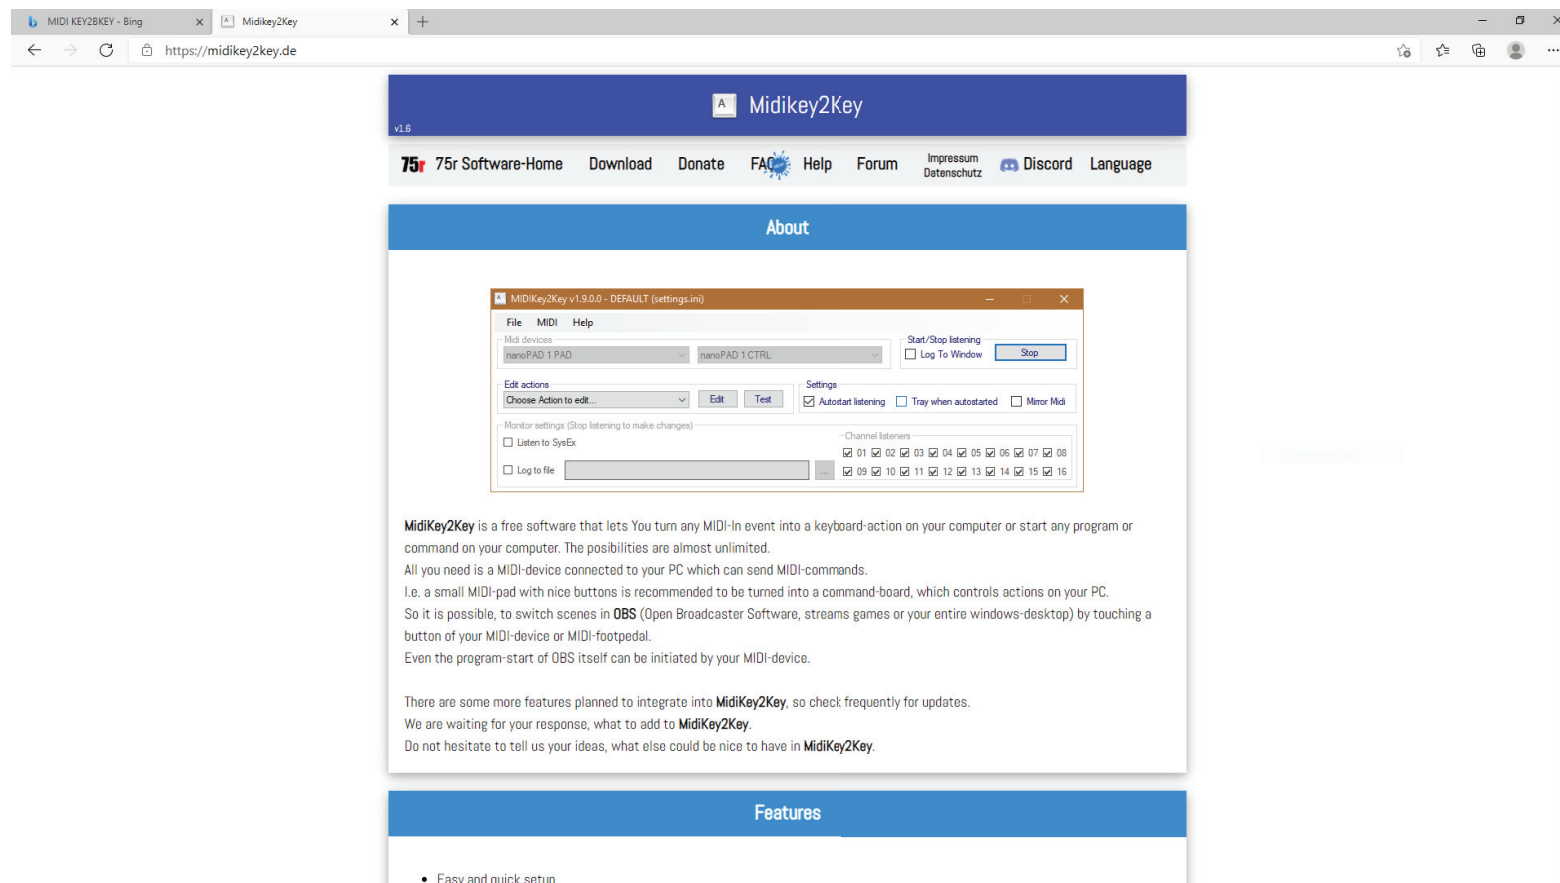 MIDI KEY2BKEY - Bing
Midikey2Key
https://midikey2key.de
A Midikey2Key
v1.6
75r 75r Software-Home Download Donate FAQ Help Forum Impressum Datenschutz Discord Language
About
MIDIKey2Key v1.9.0.0 - DEFAULT (settings.ini)
File MIDI Help
Midi devices
nanoPAD 1 PAD nanoPAD 1 CTRL
Start/Stop listening
Log To Window Stop
Edit actions
Choose Action to edit... Edit Test
Settings
Autostart listening Tray when autostarted Mirror Midi
Monitor settings (Stop listening to make changes)
Listen to SysEx
Log to file ...
Channel listeners
01 02 03 04 05 06 07 08
09 10 11 12 13 14 15 16
MidiKey2Key is a free software that lets You turn any MIDI-In event into a keyboard-action on your computer or start any program or
command on your computer. The posibilities are almost unlimited.
All you need is a MIDI-device connected to your PC which can send MIDI-commands.
I.e. a small MIDI-pad with nice buttons is recommended to be turned into a command-board, which controls actions on your PC.
So it is possible, to switch scenes in OBS (Open Broadcaster Software, streams games or your entire windows-desktop) by touching a
button of your MIDI-device or MIDI-footpedal.
Even the program-start of OBS itself can be initiated by your MIDI-device.
There are some more features planned to integrate into MidiKey2Key, so check frequently for updates.
We are waiting for your response, what to add to MidiKey2Key.
Do not hesitate to tell us your ideas, what else could be nice to have in MidiKey2Key.
Features
Easy and quick setup